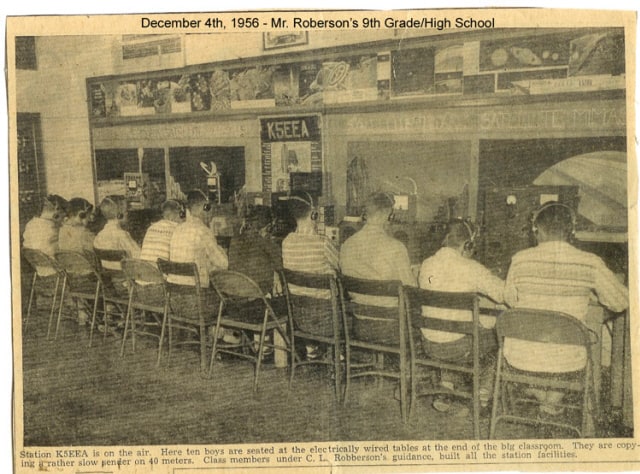 December 4th, 1956 - Mr. Roberson's 9th Grade/High School
K5EEA
Station K5EEA is on the air. Here ten boys are seated at the electrically wired tables at the end of the big classroom. They are copy-
ing a rather slow sender on 40 meters. Class members under C. L. Robberson's guidance, built all the station facilities.